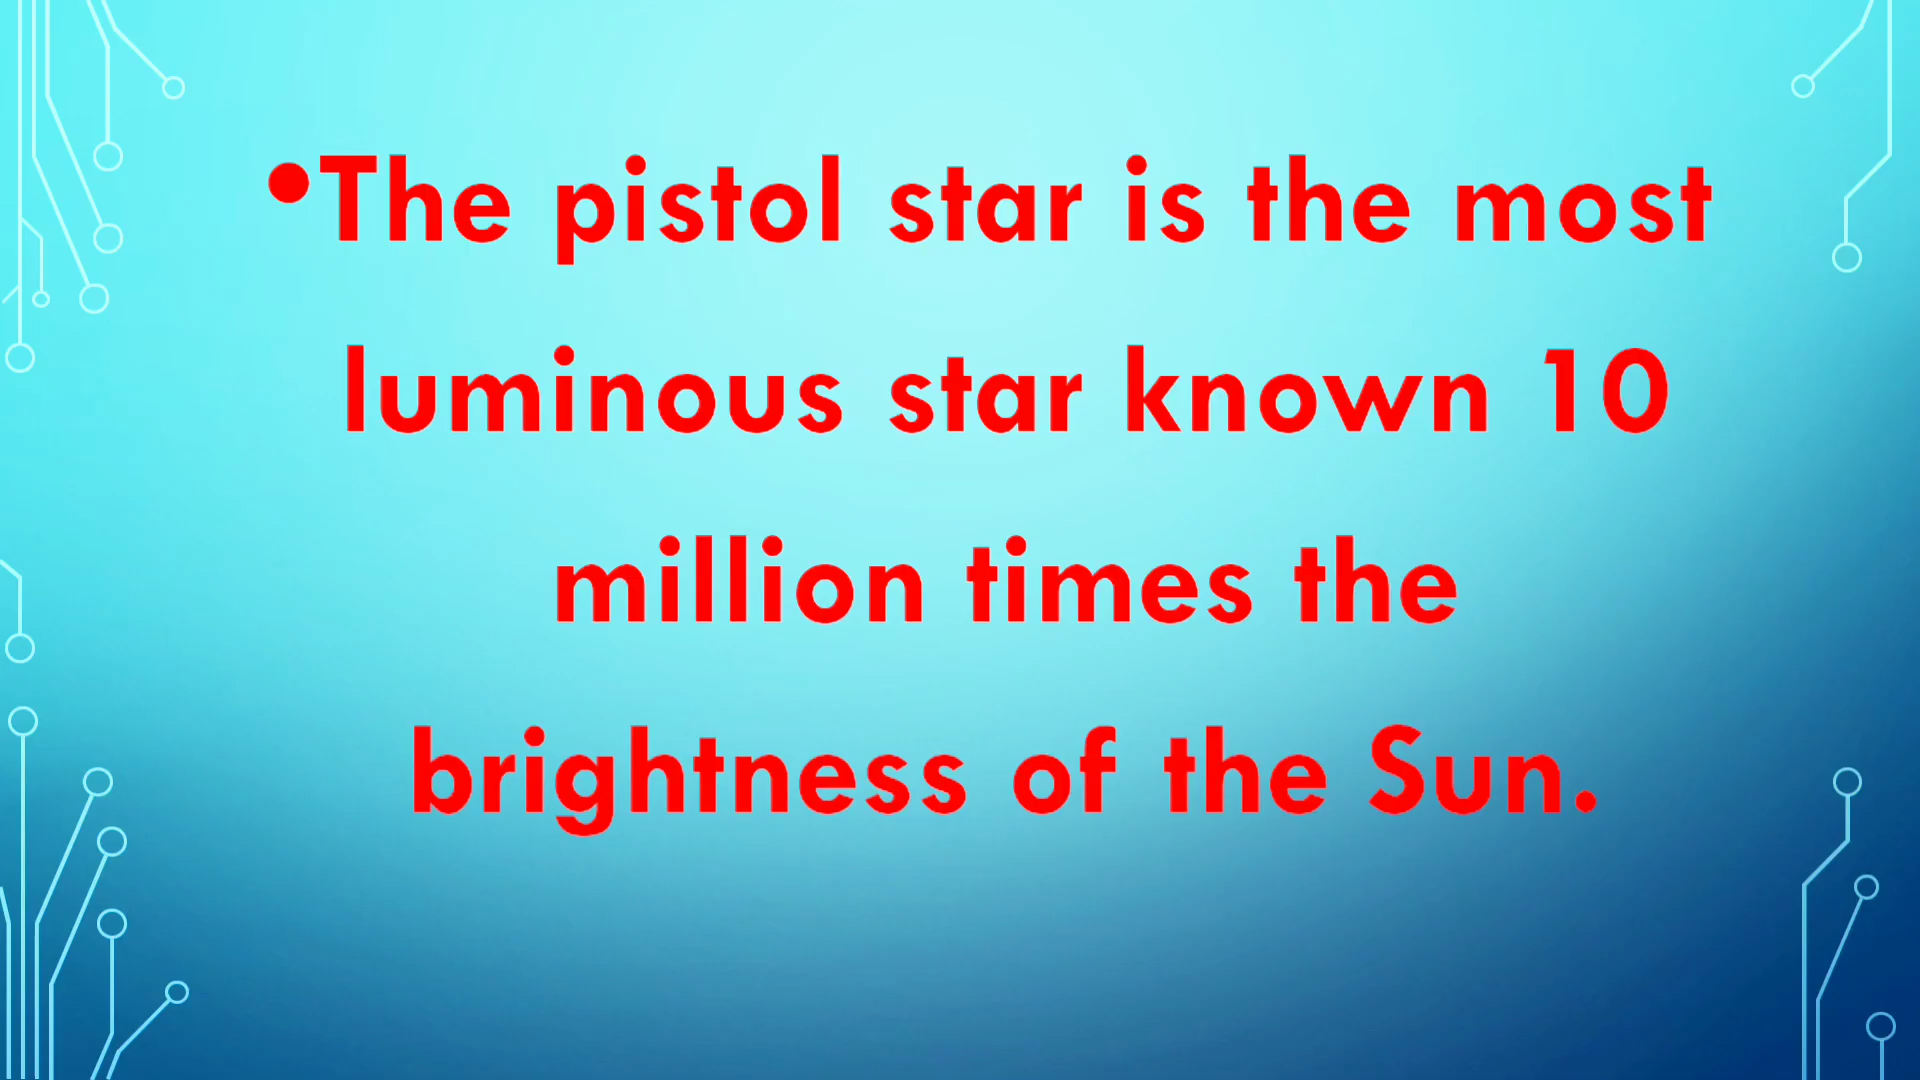 •The pistol star is the most
luminous star known 10
million times the
brightness of the Sun.